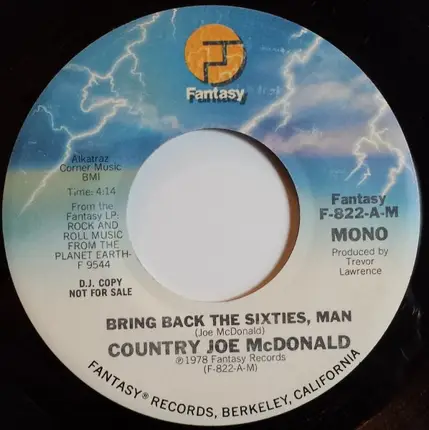 Fantasy
Alkatraz
Corner Music
BMI
Time: 4:14
From the
Fantasy LP:
ROCK AND
ROLL MUSIC
FROM THE
PLANET EARTH-
F 9544
D.J. COPY
NOT FOR SALE
Fantasy
F-822-A-M
MONO
Produced by
Trevor
Lawrence
BRING BACK THE SIXTIES, MAN
(Joe McDonald)
COUNTRY JOE McDONALD
℗1978 Fantasy Records
(F-822-A-M)
FANTASY® RECORDS, BERKELEY, CALIFORNIA